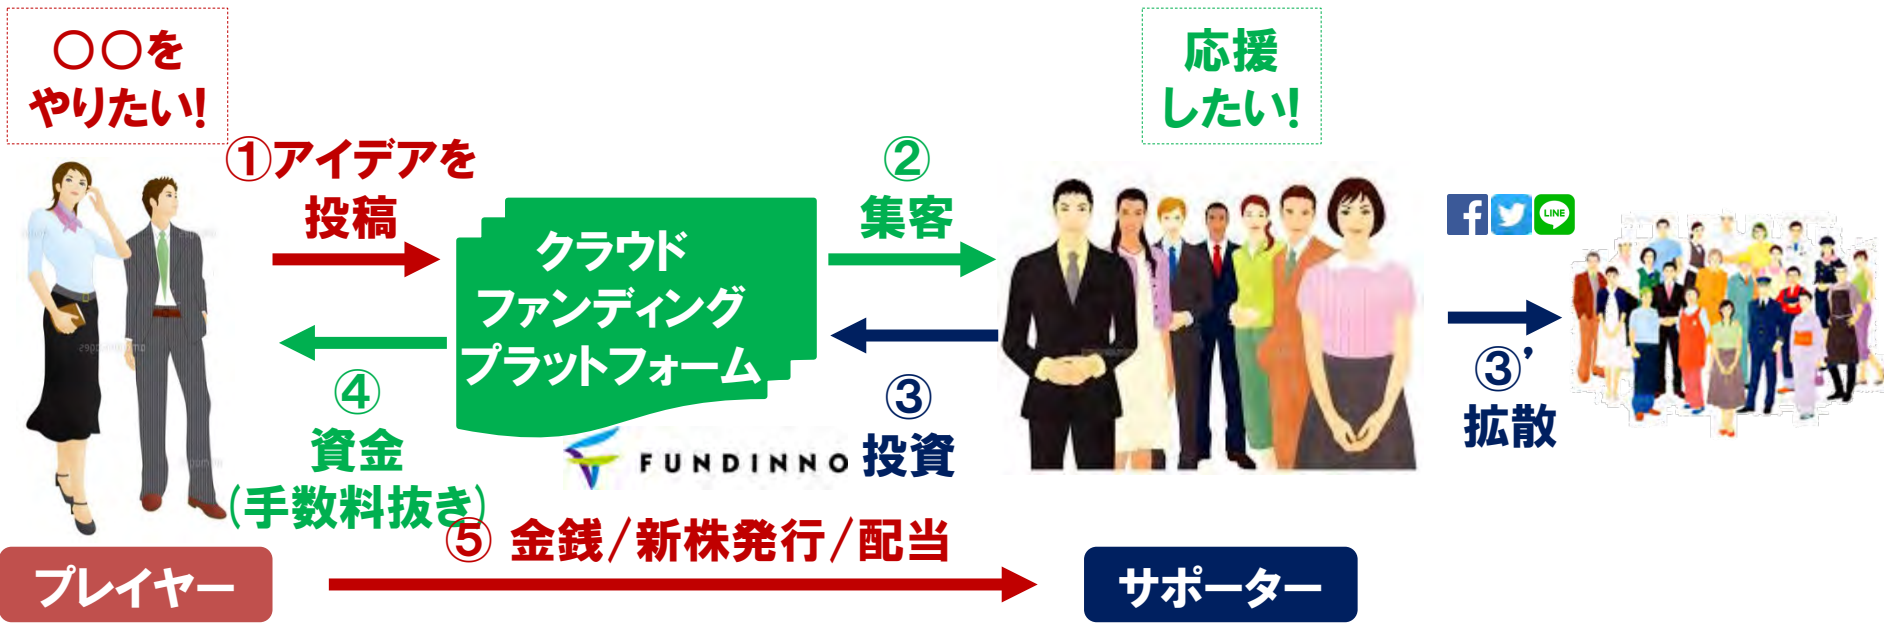 〇〇を
やりたい!
応援
したい!
①アイデアを
投稿
②
集客
クラウド
ファンディング
プラットフォーム
LINE
③
投資
③’
拡散
④
資金
(手数料抜き)
FUNDINNO
⑤ 金銭/新株発行/配当
プレイヤー
サポーター